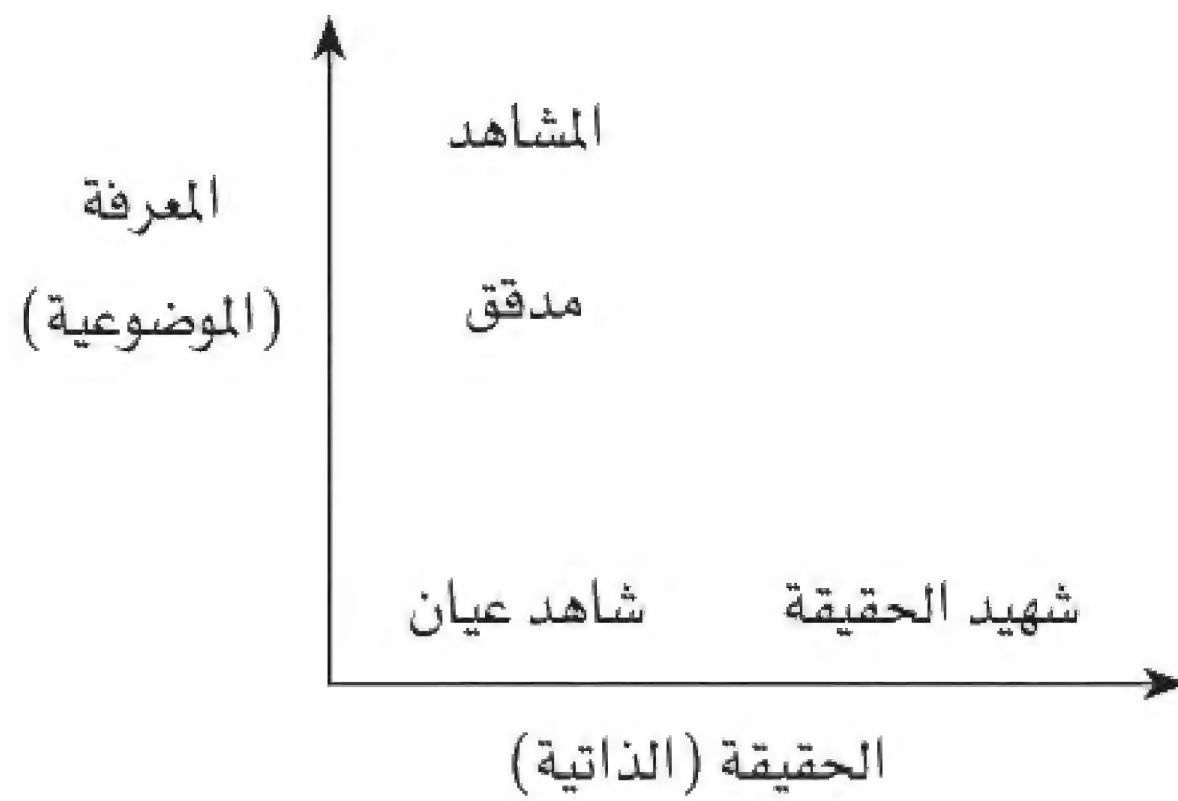 المشاهد
المعرفة
(الموضوعية)
مدقق
شاهد عيان
شهيد الحقيقة
الحقيقة (الذاتية)